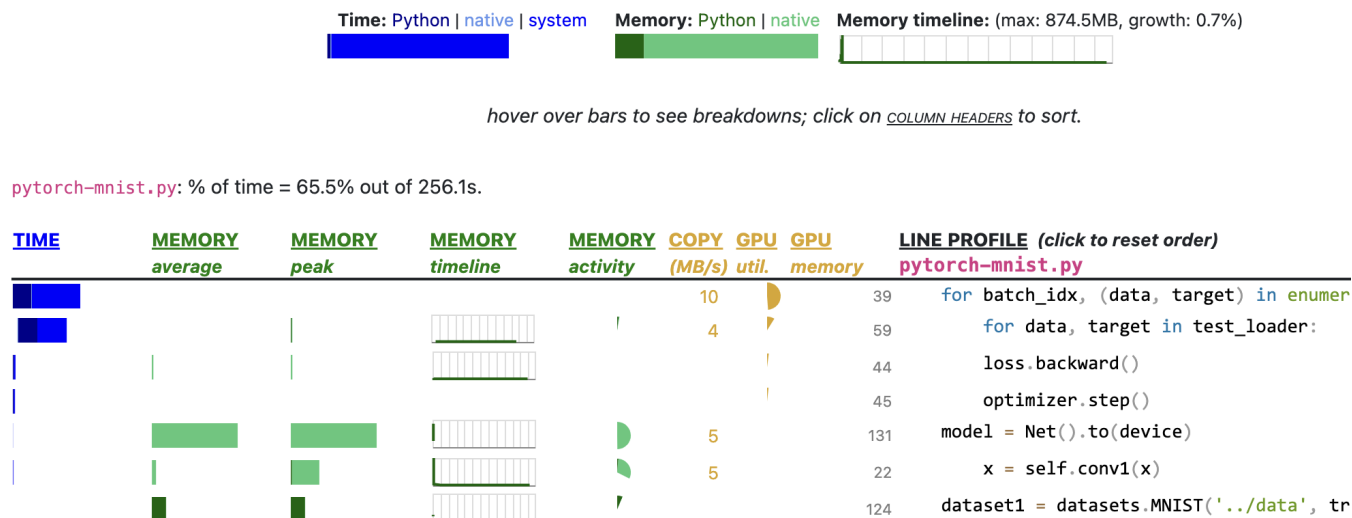 Time: Python | native | system Memory: Python | native Memory timeline: (max: 874.5MB, growth: 0.7%)
hover over bars to see breakdowns; click on COLUMN HEADERS to sort.
pytorch-mnist.py: % of time = 65.5% out of 256.1s.
TIME MEMORY MEMORY MEMORY MEMORY COPY GPU GPU LINE PROFILE (click to reset order)
average peak timeline activity (MB/s) util. memory pytorch-mnist.py
10 39 for batch_idx, (data, target) in enumer
4 59 for data, target in test_loader:
44 loss.backward()
45 optimizer.step()
5 131 model = Net().to(device)
5 22 x = self.conv1(x)
124 dataset1 = datasets.MNIST('../data', tr